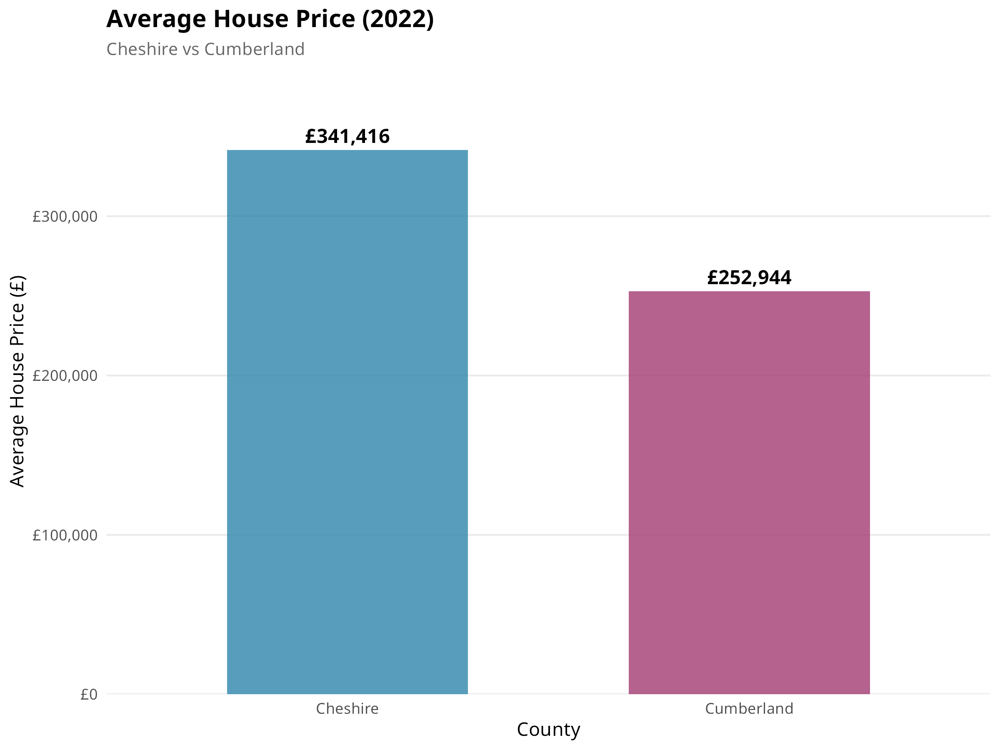 Average House Price (2022)
Cheshire vs Cumberland
£341,416
£252,944
£300,000
£200,000
£100,000
£0
Average House Price (£)
Cheshire
Cumberland
County